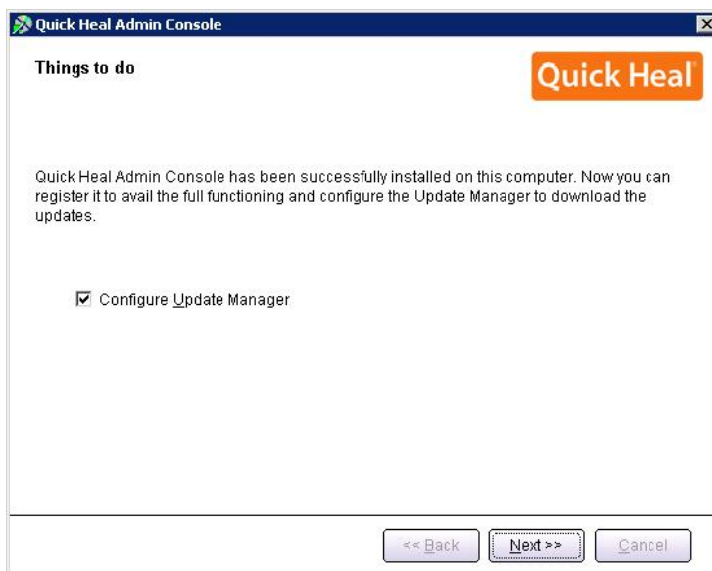 Quick Heal Admin Console
Things to do
Quick Heal
Quick Heal Admin Console has been successfully installed on this computer. Now you can
register it to avail the full functioning and configure the Update Manager to download the
updates.
Configure Update Manager
<< Back
Next >>
Cancel